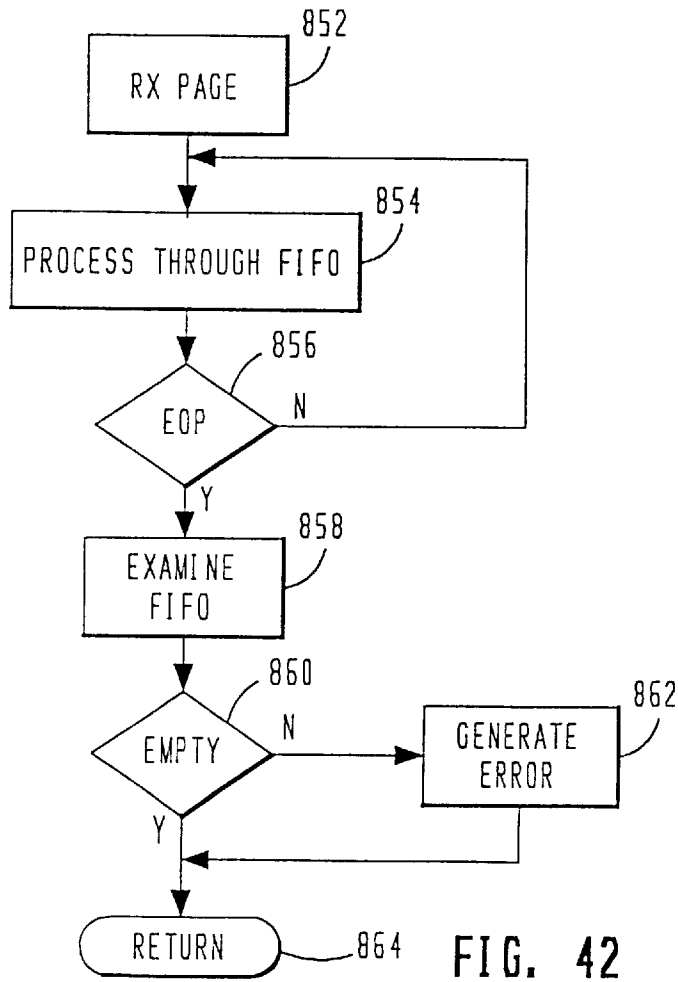 852
RX PAGE
854
PROCESS THROUGH FIFO
856
EOP
N
Y
858
EXAMINE
FIFO
860
EMPTY
N
Y
862
GENERATE
ERROR
RETURN
864
FIG. 42